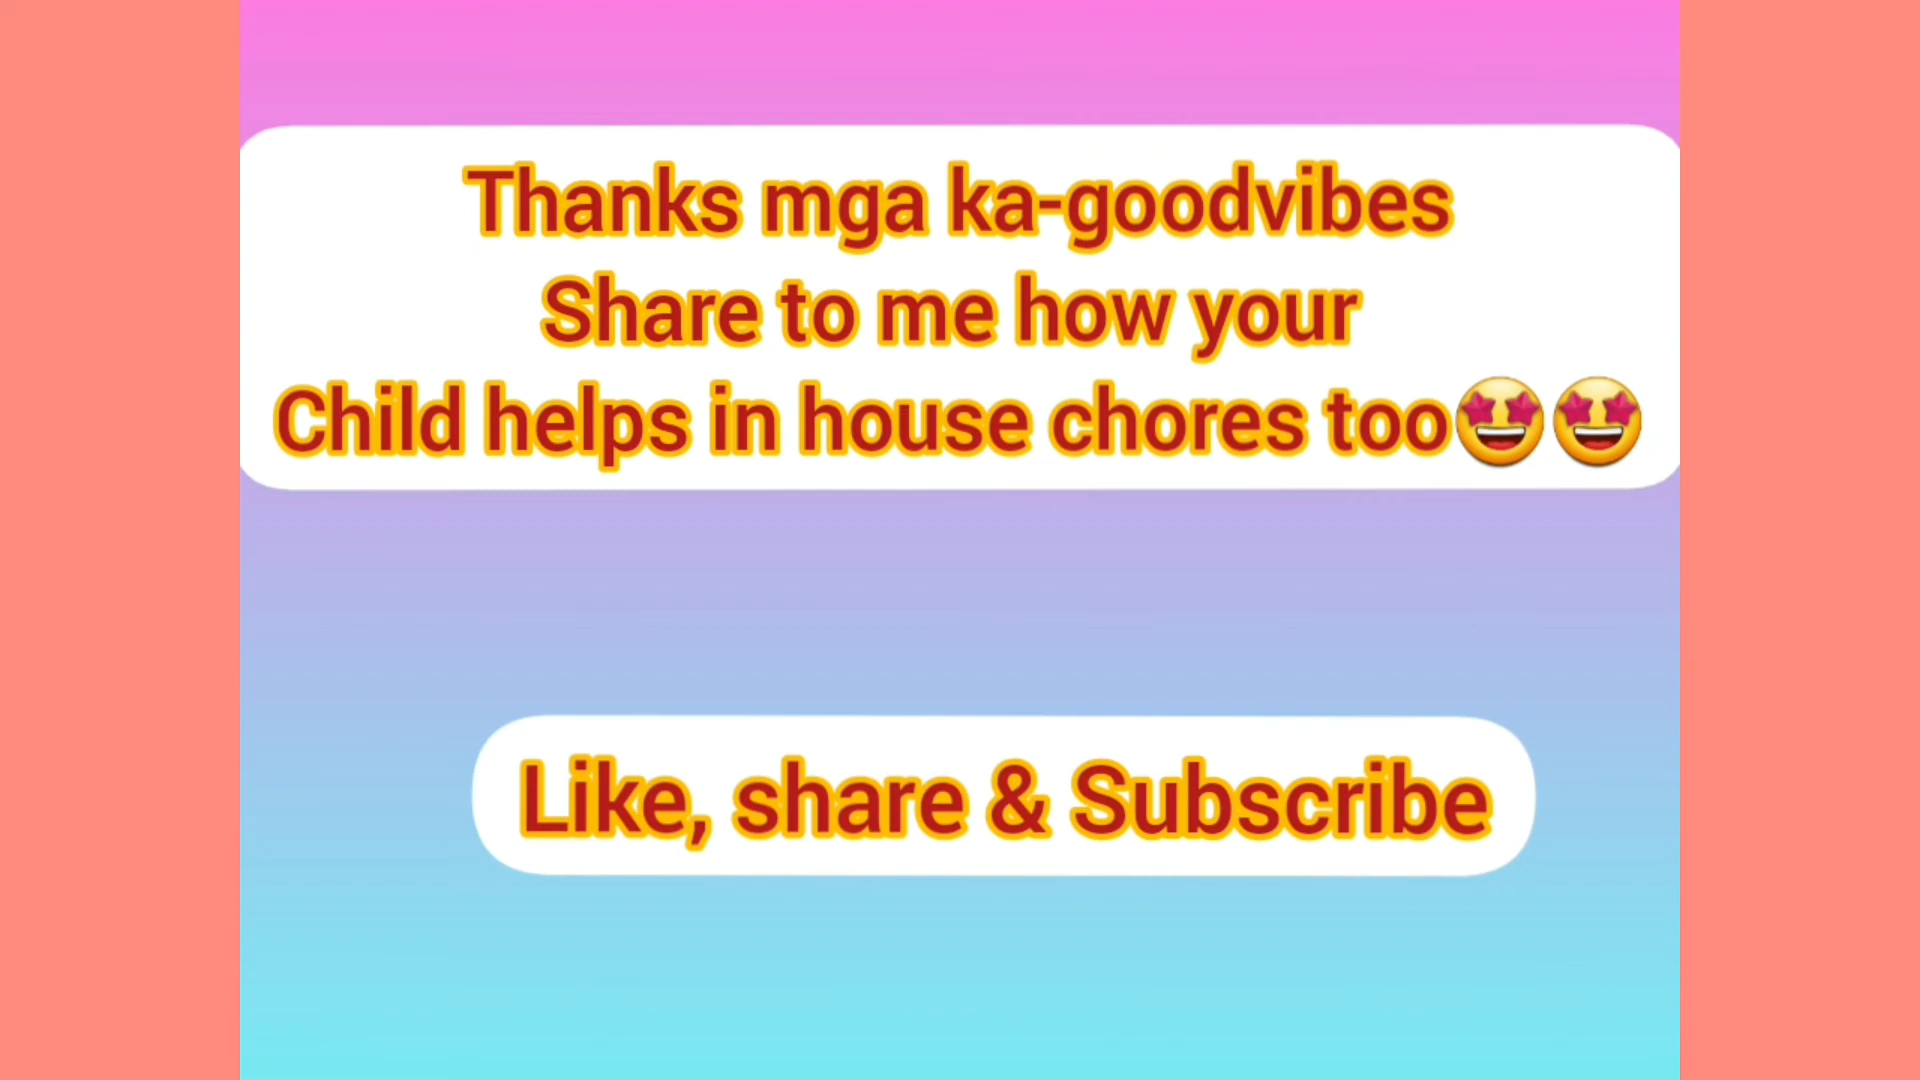 Thanks mga ka-goodvibes
Share to me how your
Child helps in house chores too🤩🤩
Like, share & Subscribe